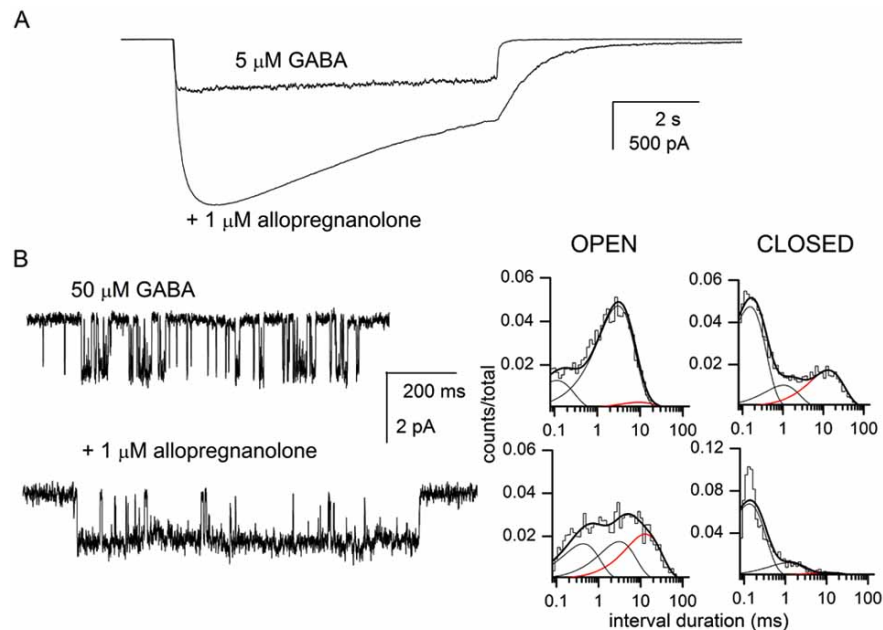 A
5 μM GABA
2 s
500 pA
+ 1 μM allopregnanolone
B
50 μM GABA
200 ms
2 pA
+ 1 μM allopregnanolone
OPEN
CLOSED
counts/total
0.06
0.04
0.02
0.1
1
10
100
0.06
0.04
0.02
0.1
1
10
100
0.06
0.04
0.02
0.1
1
10
100
0.12
0.08
0.04
0.1
1
10
100
interval duration (ms)